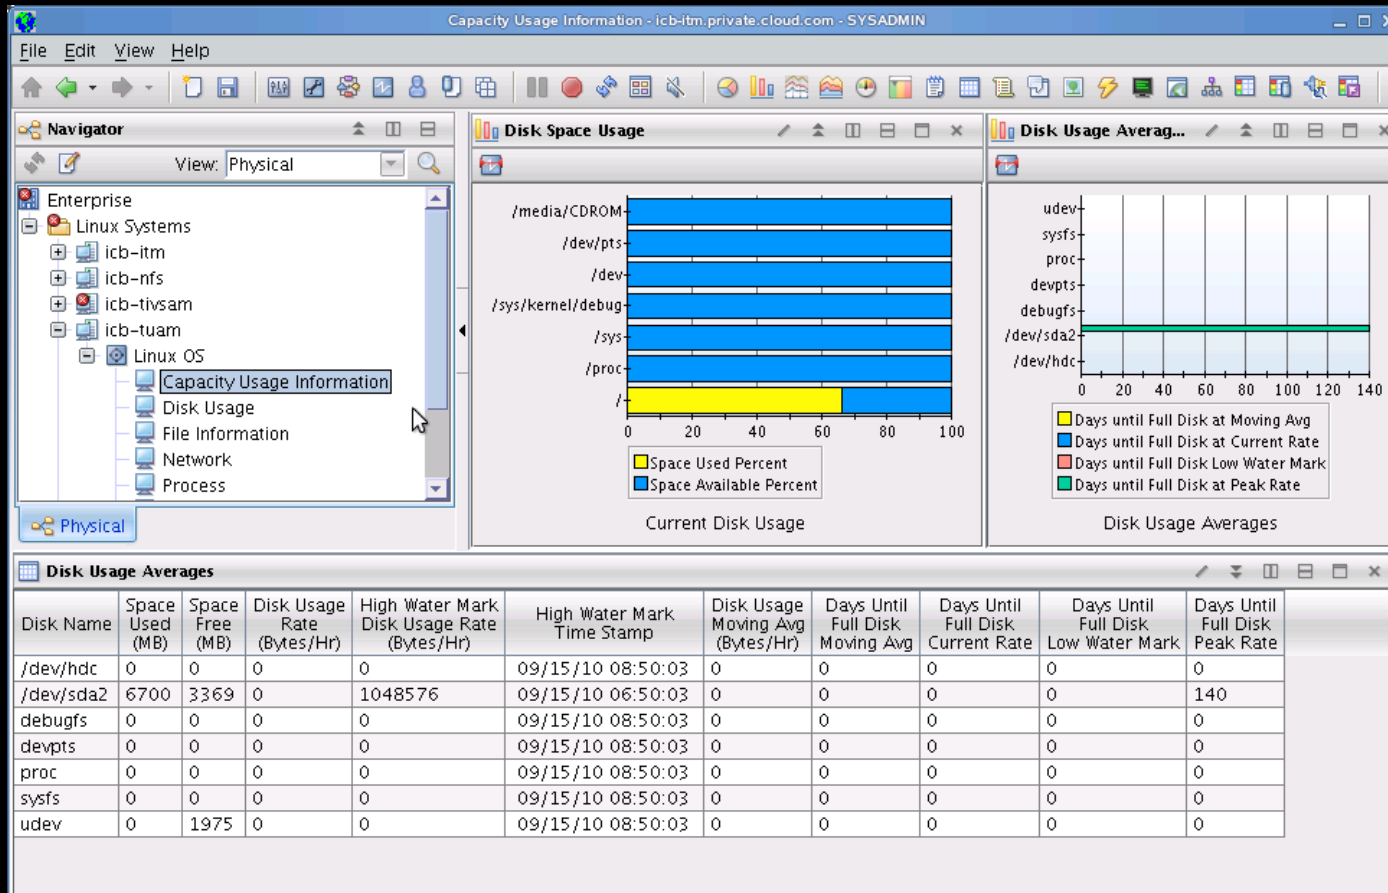 Capacity Usage Information - icb-itm.private.cloud.com - SYSADMIN
File Edit View Help
Navigator
View: Physical
Enterprise
Linux Systems
icb-itm
icb-nfs
icb-tivsam
icb-tuam
Linux OS
Capacity Usage Information
Disk Usage
File Information
Network
Process
Physical
Disk Space Usage
/media/CDROM
/dev/pts
/dev
/sys/kernel/debug
/sys
/proc
/
0 20 40 60 80 100
Space Used Percent
Space Available Percent
Current Disk Usage
Disk Usage Averag...
udev
sysfs
proc
devpts
debugfs
/dev/sda2
/dev/hdc
0 20 40 60 80 100 120 140
Days until Full Disk at Moving Avg
Days until Full Disk at Current Rate
Days until Full Disk Low Water Mark
Days until Full Disk at Peak Rate
Disk Usage Averages
Disk Usage Averages
Disk Name Space Used (MB) Space Free (MB) Disk Usage Rate (Bytes/Hr) High Water Mark Disk Usage Rate (Bytes/Hr) High Water Mark Time Stamp Disk Usage Moving Avg (Bytes/Hr) Days Until Full Disk Moving Avg Days Until Full Disk Current Rate Days Until Full Disk Low Water Mark Days Until Full Disk Peak Rate
/dev/hdc 0 0 0 0 09/15/10 08:50:03 0 0 0 0 0
/dev/sda2 6700 3369 0 1048576 09/15/10 06:50:03 0 0 0 0 140
debugfs 0 0 0 0 09/15/10 08:50:03 0 0 0 0 0
devpts 0 0 0 0 09/15/10 08:50:03 0 0 0 0 0
proc 0 0 0 0 09/15/10 08:50:03 0 0 0 0 0
sysfs 0 0 0 0 09/15/10 08:50:03 0 0 0 0 0
udev 0 1975 0 0 09/15/10 08:50:03 0 0 0 0 0